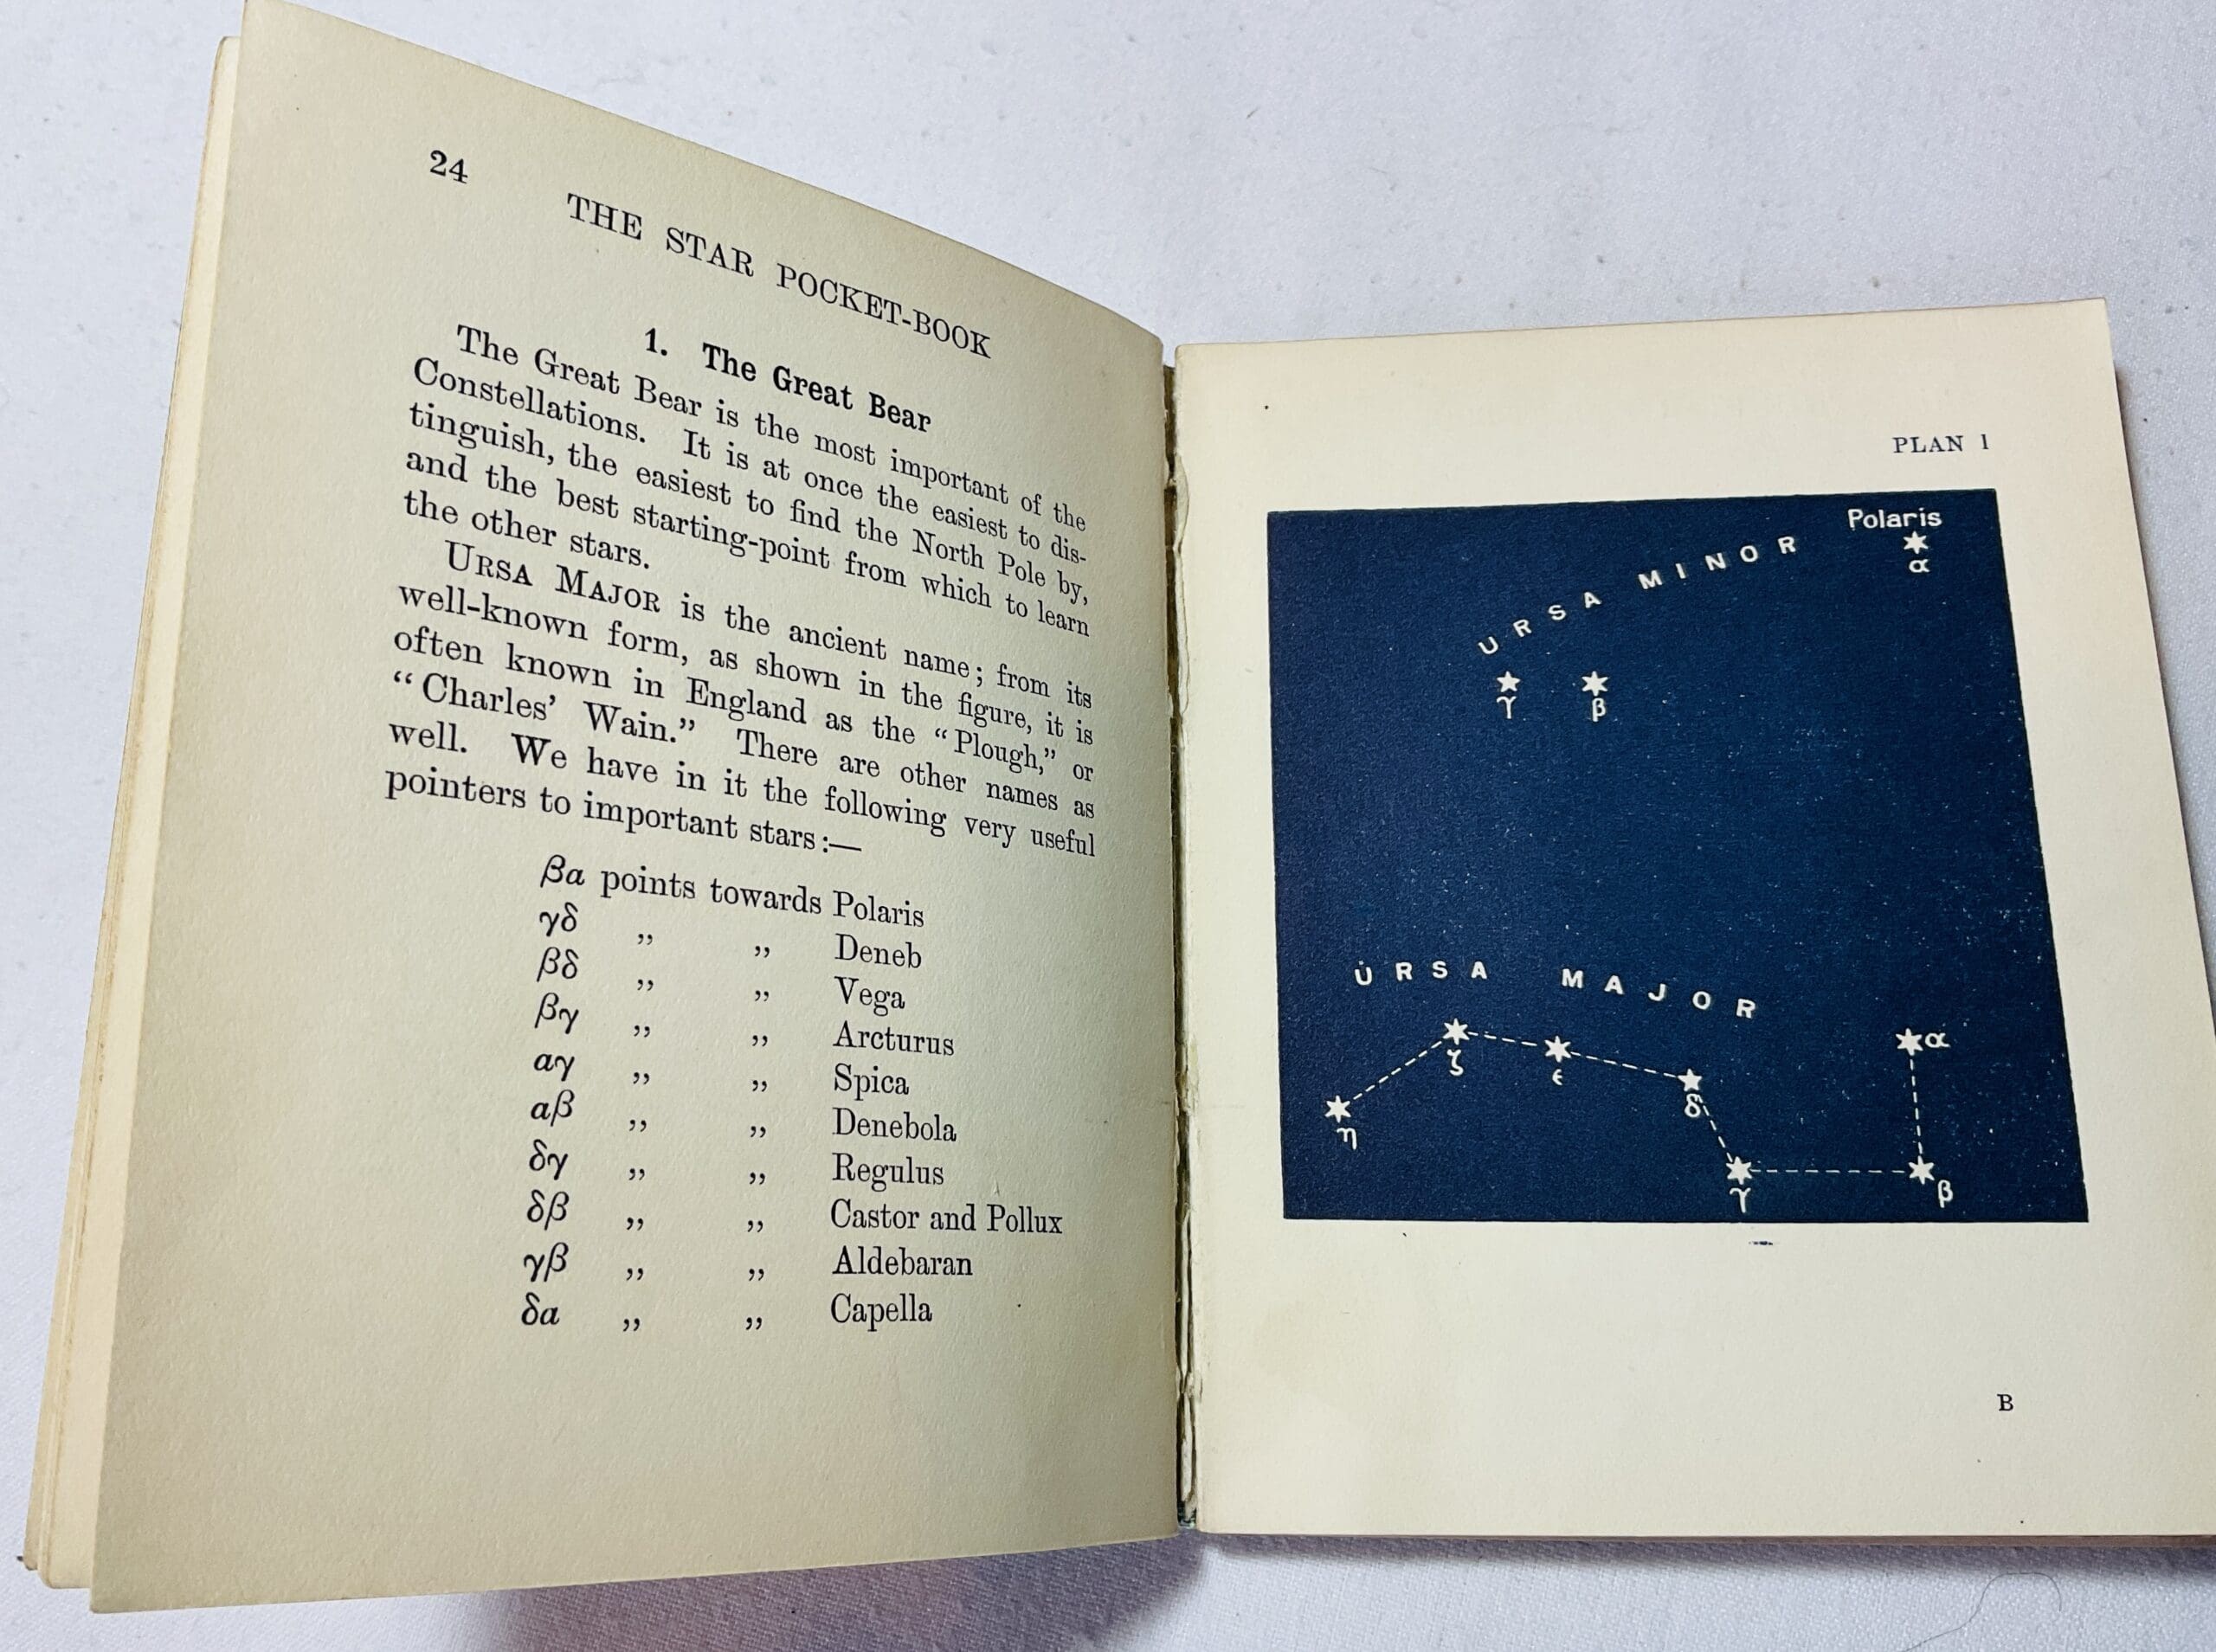 24
THE STAR POCKET-BOOK
1. The Great Bear
The Great Bear is the most important of the
Constellations. It is at once the easiest to dis-
tinguish, the easiest to find the North Pole by,
and the best starting-point from which to learn
the other stars.
URSA MAJOR is the ancient name; from its
well-known form, as shown in the figure, it is
often known in England as the “Plough,” or
“Charles’ Wain.” There are other names as
well. We have in it the following very useful
pointers to important stars:—
βα points towards Polaris
γδ ,, ,, Deneb
βδ ,, ,, Vega
βγ ,, ,, Arcturus
αγ ,, ,, Spica
αβ ,, ,, Denebola
δγ ,, ,, Regulus
δβ ,, ,, Castor and Pollux
γβ ,, ,, Aldebaran
δα ,, ,, Capella
PLAN 1
Polaris
α
URSA MINOR
γ β
URSA MAJOR
α
ζ ε
δ
η
γ β
B